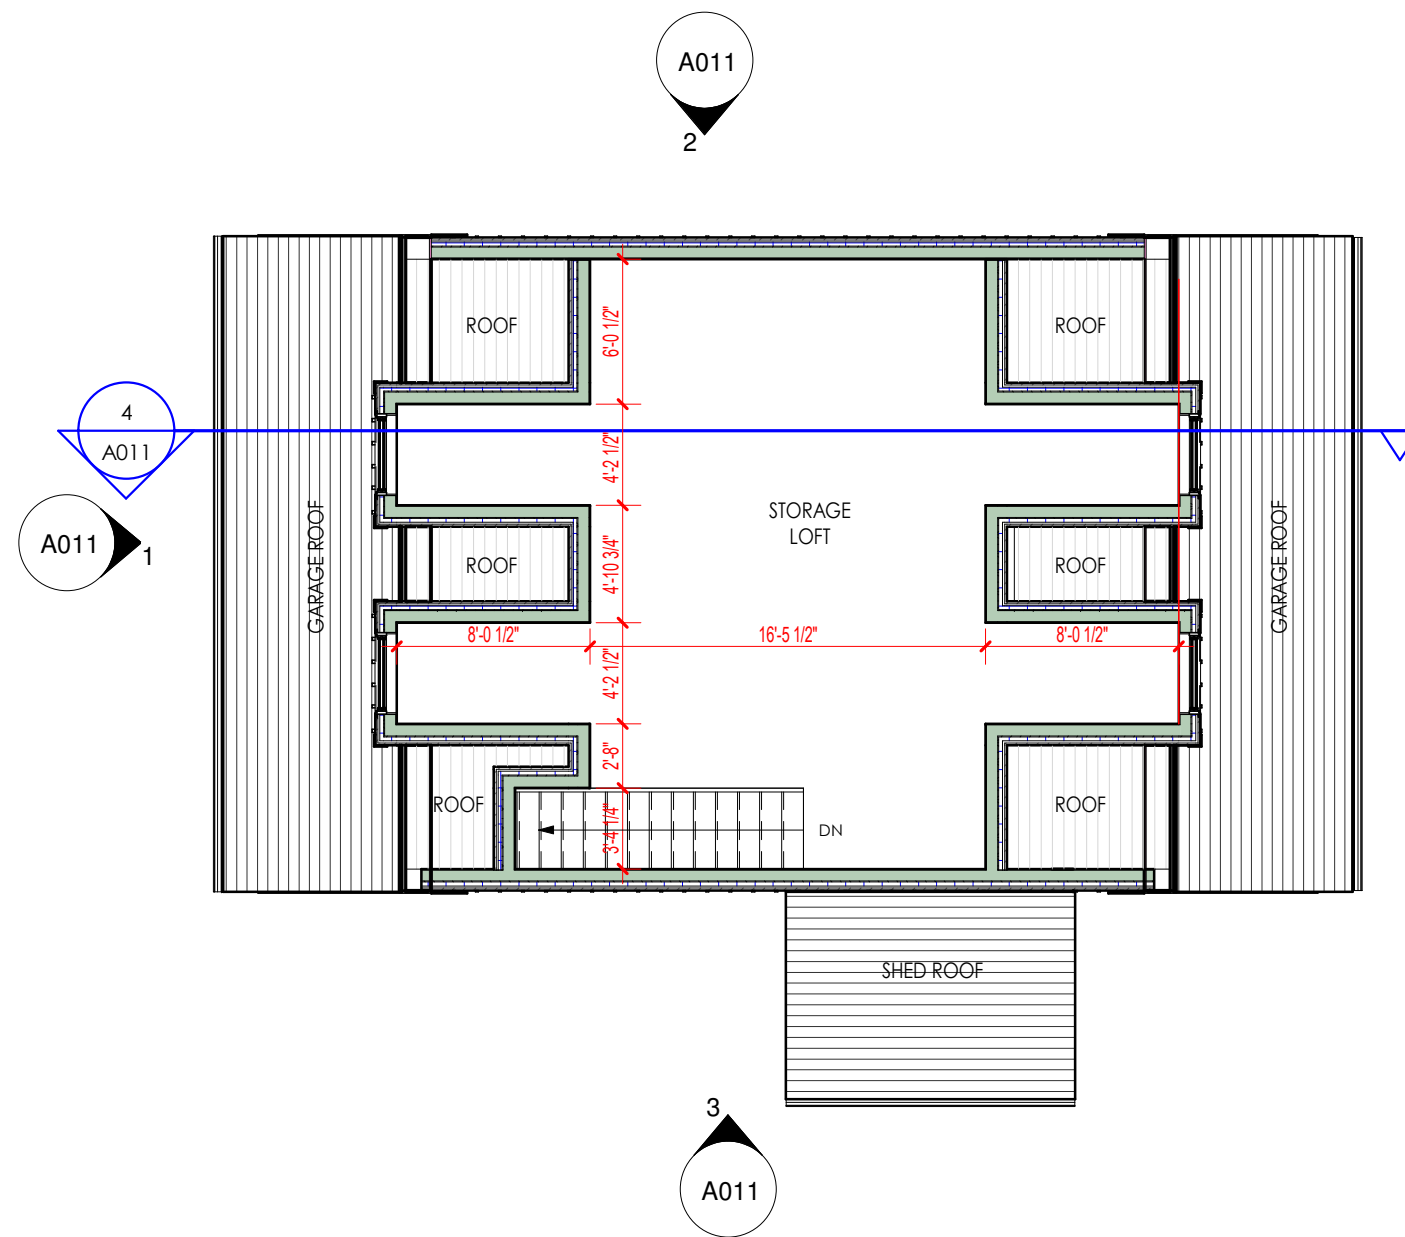 A011
2
ROOF
ROOF
6'-0 1/2"
4
A011
4'-2 1/2"
A011
1
GARAGE ROOF
STORAGE
LOFT
GARAGE ROOF
ROOF
4'-10 3/4"
ROOF
8'-0 1/2"
16'-5 1/2"
8'-0 1/2"
4'-2 1/2"
2'-8"
ROOF
3'-4 1/4"
DN
ROOF
SHED ROOF
3
A011